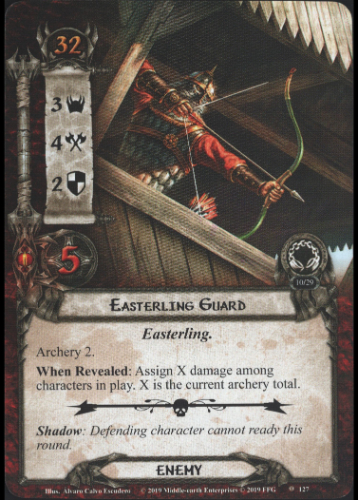 32
3
4
2
5
10/29
EASTERLING GUARD
Easterling.
Archery 2.
When Revealed: Assign X damage among
characters in play. X is the current archery total.
Shadow: Defending character cannot ready this
round.
ENEMY
Illus. Alvaro Calvo Escudero © 2019 Middle-earth Enterprises © 2019 FFG 127